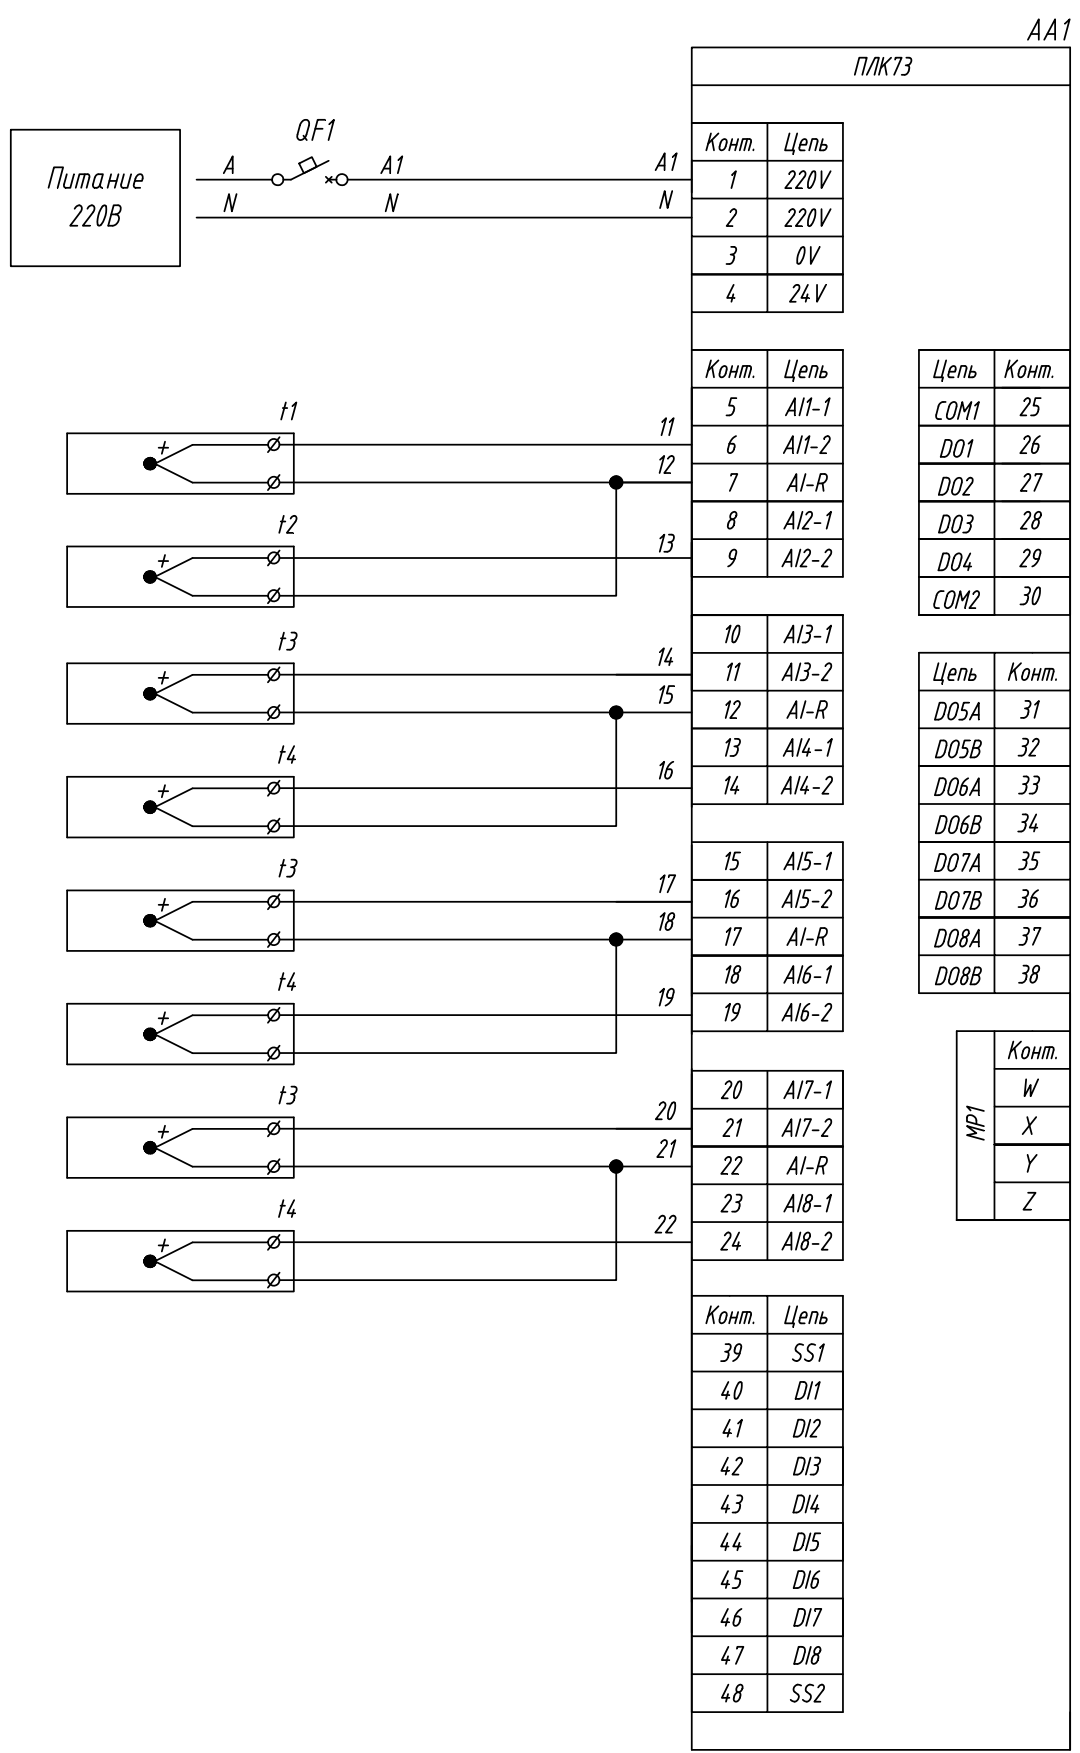 AA1
ПЛК73
Питание
220В
QF1
A
A1
A1
N
N
N
Конт. Цепь
1 220V
2 220V
3 0V
4 24V
Конт. Цепь
5 AI1-1
6 AI1-2
7 AI-R
8 AI2-1
9 AI2-2
10 AI3-1
11 AI3-2
12 AI-R
13 AI4-1
14 AI4-2
15 AI5-1
16 AI5-2
17 AI-R
18 AI6-1
19 AI6-2
20 AI7-1
21 AI7-2
22 AI-R
23 AI8-1
24 AI8-2
Конт. Цепь
39 SS1
40 DI1
41 DI2
42 DI3
43 DI4
44 DI5
45 DI6
46 DI7
47 DI8
48 SS2
t1
+
11
12
t2
+
13
t3
+
14
15
t4
+
16
t3
+
17
18
t4
+
19
t3
+
20
21
t4
+
22
Цепь Конт.
COM1 25
DO1 26
DO2 27
DO3 28
DO4 29
COM2 30
Цепь Конт.
DO5A 31
DO5B 32
DO6A 33
DO6B 34
DO7A 35
DO7B 36
DO8A 37
DO8B 38
MP1
Конт.
W
X
Y
Z